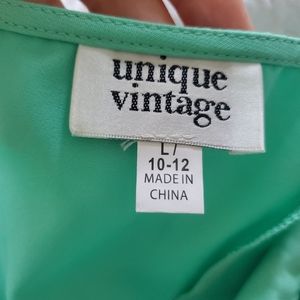 unique
vintage
L/
10-12
MADE IN
CHINA